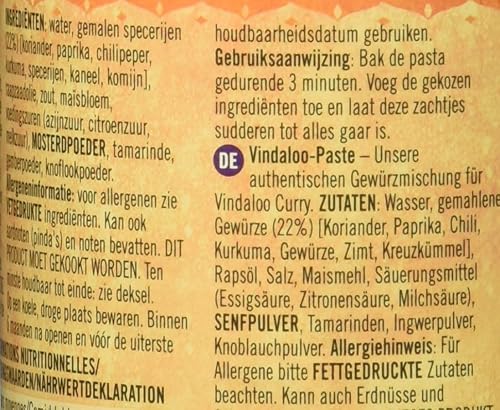 INGREDIËNTEN: water, gemalen specerijen
(22%) [koriander, paprika, chilipeper,
kurkuma, specerijen, kaneel, komijn],
raapzaadolie, zout, maïsbloem,
voedingszuren (azijnzuur, citroenzuur,
melkzuur), MOSTERDPOEDER, tamarinde,
gemberpoeder, knoflookpoeder.
Allergeneninformatie: voor allergenen zie
VETGEDRUKTE ingrediënten. Kan ook
aardnoten (pinda's) en noten bevatten. DIT
PRODUCT MOET GEKOOKT WORDEN. Ten
minste houdbaar tot einde: zie deksel.
Op een koele, droge plaats bewaren. Binnen
maanden na openen en vóór de uiterste
NUTRITIONNELLES/
NÄHRWERTDEKLARATION
houdbaarheidsdatum gebruiken.
Gebruiksaanwijzing: Bak de pasta
gedurende 3 minuten. Voeg de gekozen
ingrediënten toe en laat deze zachtjes
sudderen tot alles gaar is.
DE Vindaloo-Paste – Unsere
authentischen Gewürzmischung für
Vindaloo Curry. ZUTATEN: Wasser, gemahlene
Gewürze (22%) [Koriander, Paprika, Chili,
Kurkuma, Gewürze, Zimt, Kreuzkümmel],
Rapsöl, Salz, Maismehl, Säuerungsmittel
(Essigsäure, Zitronensäure, Milchsäure),
SENFPULVER, Tamarinden, Ingwerpulver,
Knoblauchpulver. Allergiehinweis: Für
Allergene bitte FETTGEDRUCKTE Zutaten
beachten. Kann auch Erdnüsse und